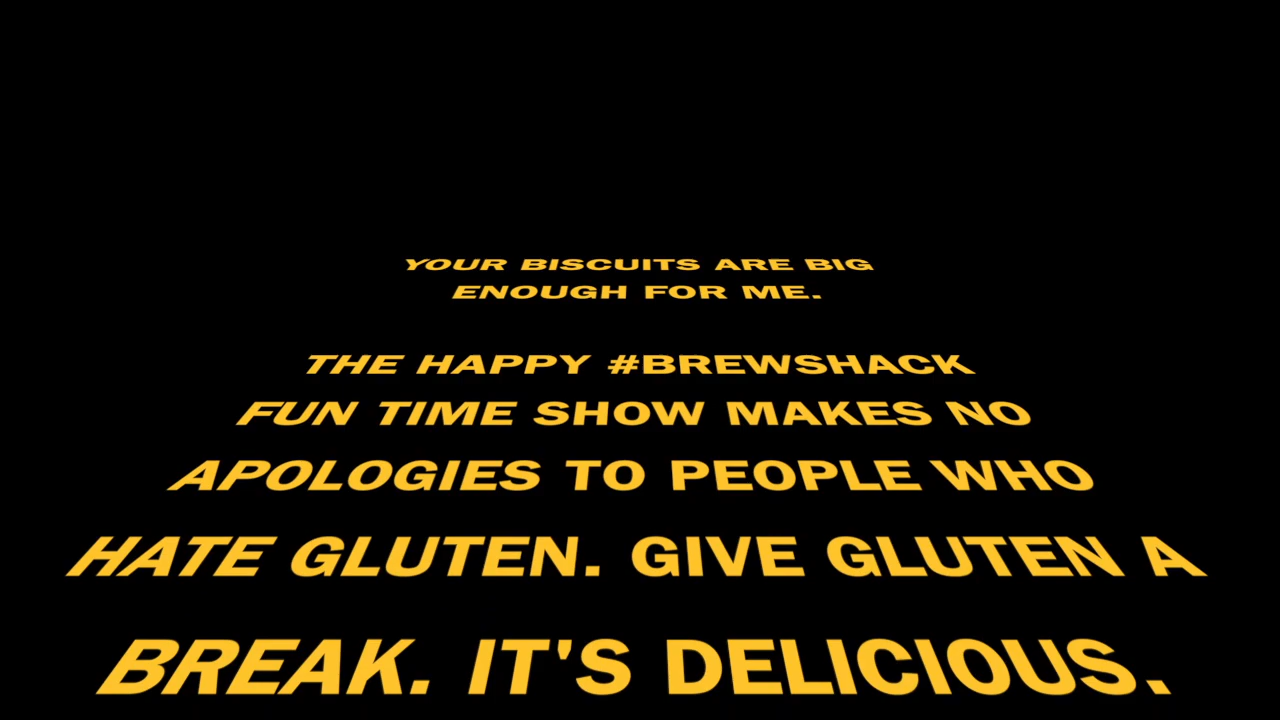 YOUR BISCUITS ARE BIG
ENOUGH FOR ME.
THE HAPPY #BREWSHACK
FUN TIME SHOW MAKES NO
APOLOGIES TO PEOPLE WHO
HATE GLUTEN. GIVE GLUTEN A
BREAK. IT'S DELICIOUS.